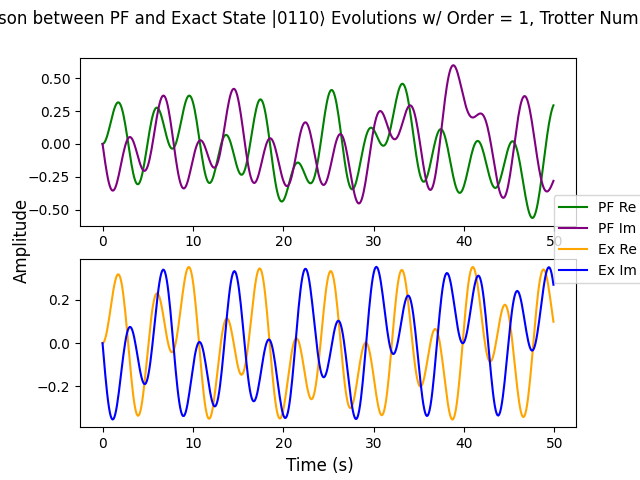 son between PF and Exact State |0110⟩ Evolutions w/ Order = 1, Trotter Num
0.50
0.25
0.00
−0.25
−0.50
0 10 20 30 40 50
PF Re
PF Im
Ex Re
Ex Im
Amplitude
0.2
0.0
−0.2
0 10 20 30 40 50
Time (s)